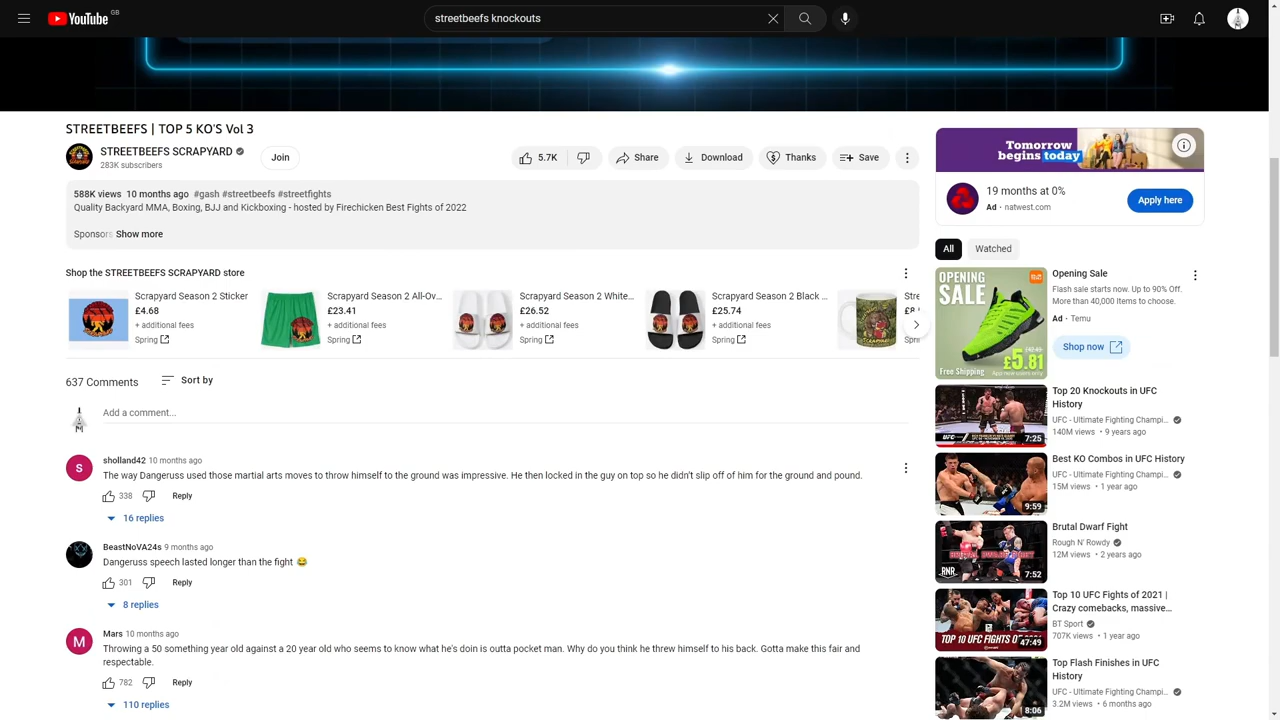 YouTube GB
streetbeefs knockouts
STREETBEEFS | TOP 5 KO'S Vol 3
STREETBEEFS SCRAPYARD
283K subscribers
Join
5.7K
Share
Download
Thanks
Save
588K views 10 months ago #gash #streetbeefs #streetfights
Quality Backyard MMA, Boxing, BJJ and Kickboxing - hosted by Firechicken Best Fights of 2022
Sponsors Show more
Shop the STREETBEEFS SCRAPYARD store
Scrapyard Season 2 Sticker
£4.68
+ additional fees
Spring
Scrapyard Season 2 All-Ov...
£23.41
+ additional fees
Spring
Scrapyard Season 2 White...
£26.52
+ additional fees
Spring
Scrapyard Season 2 Black ...
£25.74
+ additional fees
Spring
637 Comments
Sort by
Add a comment...
S
sholland42 10 months ago
The way Dangeruss used those martial arts moves to throw himself to the ground was impressive. He then locked in the guy on top so he didn't slip off of him for the ground and pound.
338
Reply
16 replies
BeastNoVA24s 9 months ago
Dangeruss speech lasted longer than the fight 😂
301
Reply
8 replies
M
Mars 10 months ago
Throwing a 50 something year old against a 20 year old who seems to know what he's doin is outta pocket man. Why do you think he threw himself to his back. Gotta make this fair and
respectable.
782
Reply
110 replies
Tomorrow
begins today
19 months at 0%
Ad · natwest.com
Apply here
All
Watched
OPENING
SALE
£5.81
Free Shipping
Opening Sale
Flash sale starts now. Up to 90% Off.
More than 40,000 Items to choose.
Ad · Temu
Shop now
7:25
Top 20 Knockouts in UFC
History
UFC - Ultimate Fighting Champi...
140M views • 9 years ago
9:59
Best KO Combos in UFC History
UFC - Ultimate Fighting Champi...
15M views • 1 year ago
RNR
7:52
Brutal Dwarf Fight
Rough N' Rowdy
12M views • 2 years ago
47:49
Top 10 UFC Fights of 2021 |
Crazy comebacks, massive...
BT Sport
707K views • 1 year ago
8:06
Top Flash Finishes in UFC
History
UFC - Ultimate Fighting Champi...
3.2M views • 6 months ago